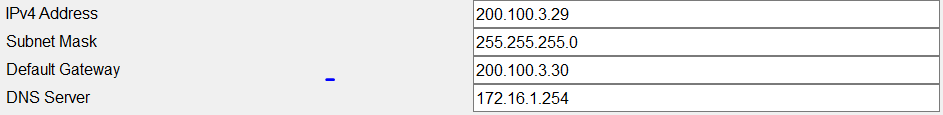 IPv4 Address 200.100.3.29
Subnet Mask 255.255.255.0
Default Gateway 200.100.3.30
DNS Server 172.16.1.254